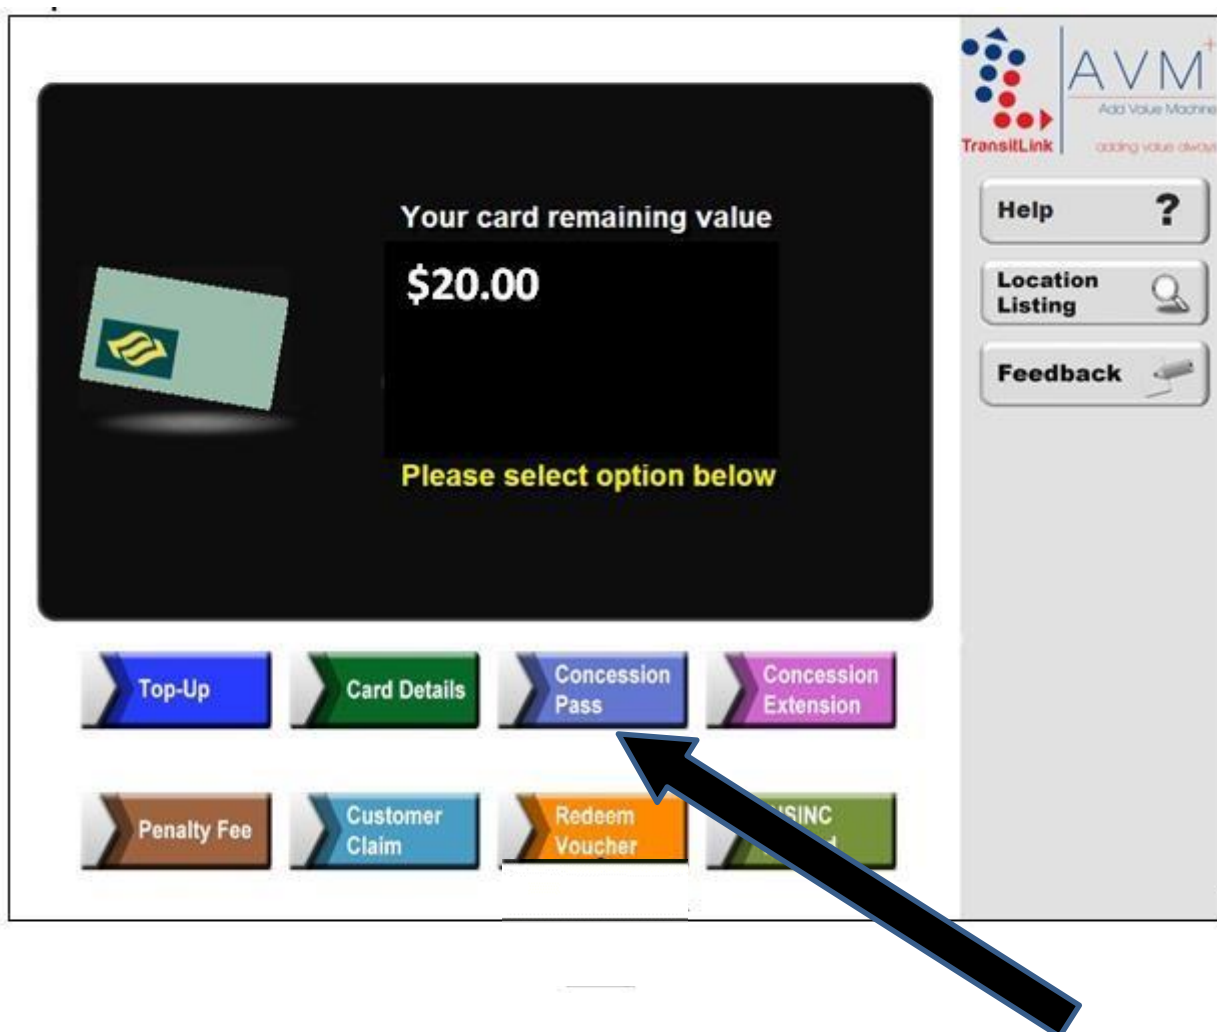 AVM+
Add Value Machine
TransitLink
adding value always
Your card remaining value
$20.00
Please select option below
Help ?
Location
Listing
Feedback
Top-Up
Card Details
Concession
Pass
Concession
Extension
Penalty Fee
Customer
Claim
Redeem
Voucher